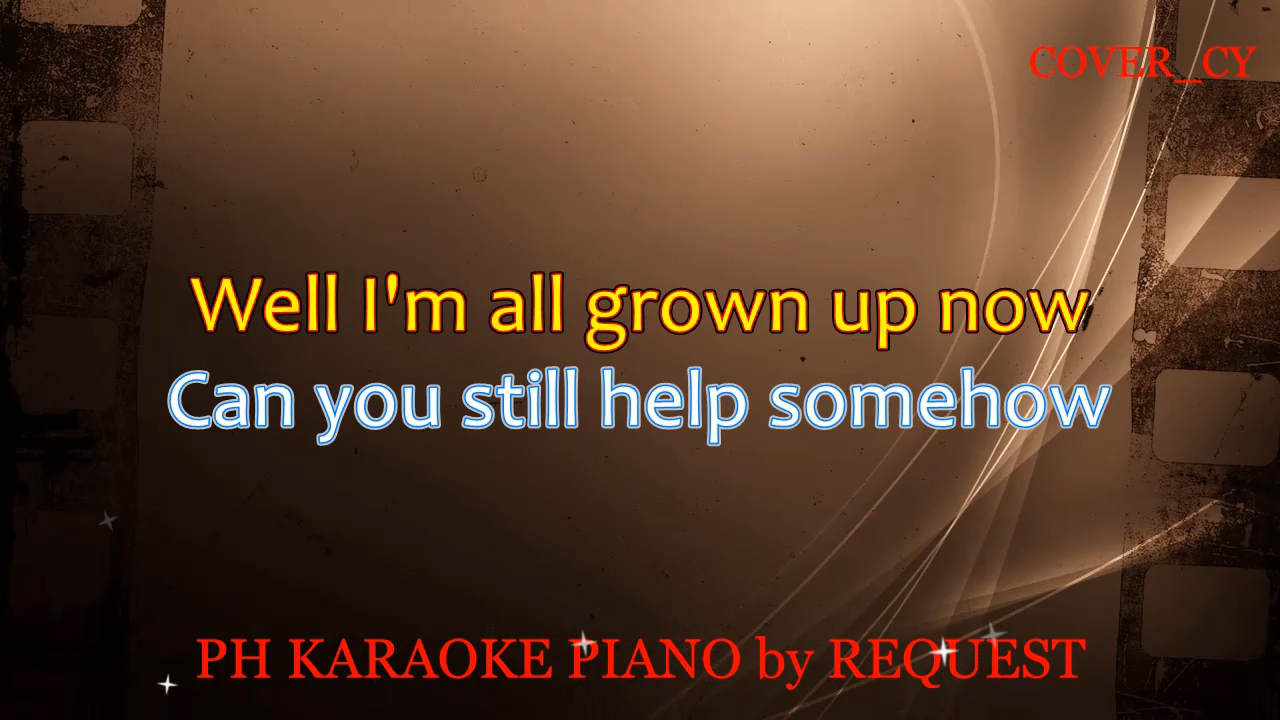 COVER_CY
Well I'm all grown up now
Can you still help somehow
PH KARAOKE PIANO by REQUEST